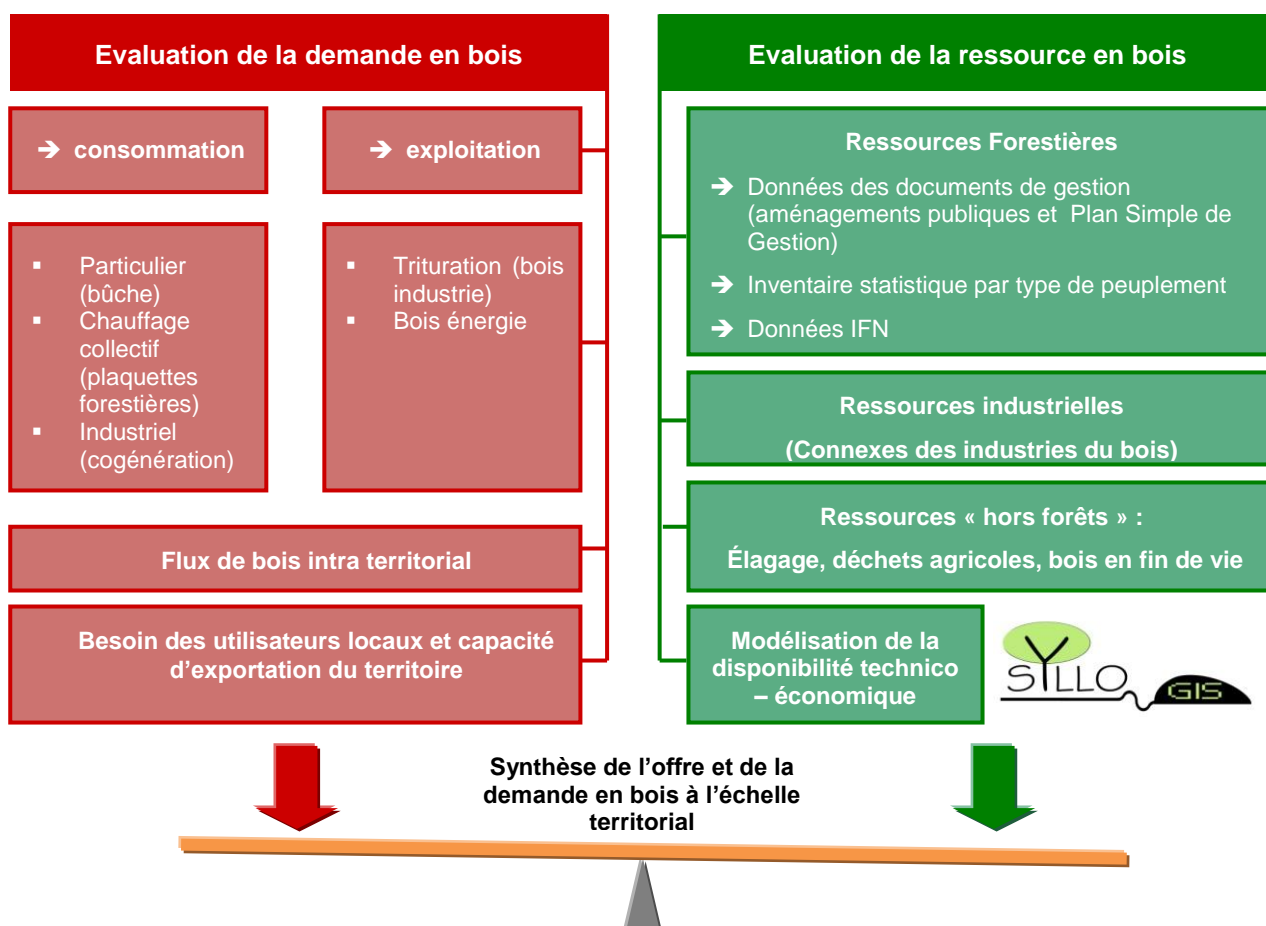 Evaluation de la demande en bois
➔ consommation
➔ exploitation
▪ Particulier
(bûche)
▪ Chauffage
collectif
(plaquettes
forestières)
▪ Industriel
(cogénération)
▪ Trituration (bois
industrie)
▪ Bois énergie
Flux de bois intra territorial
Besoin des utilisateurs locaux et capacité
d’exportation du territoire
Evaluation de la ressource en bois
Ressources Forestières
➔ Données des documents de gestion
(aménagements publiques et Plan Simple de
Gestion)
➔ Inventaire statistique par type de peuplement
➔ Données IFN
Ressources industrielles
(Connexes des industries du bois)
Ressources « hors forêts » :
Élagage, déchets agricoles, bois en fin de vie
Modélisation de la
disponibilité technico
– économique
SYLLO GIS
Synthèse de l’offre et de la
demande en bois à l’échelle
territorial